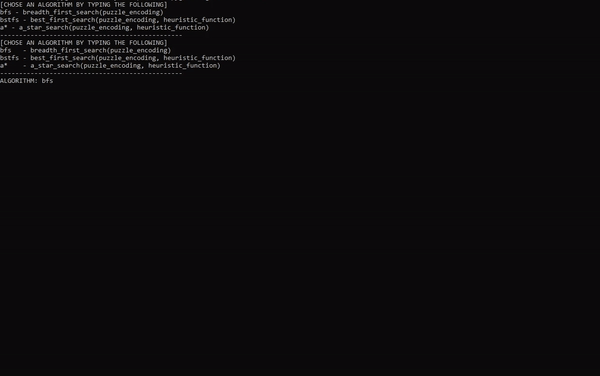 [CHOSE AN ALGORITHM BY TYPING THE FOLLOWING]
bfs - breadth_first_search(puzzle_encoding)
bstfs - best_first_search(puzzle_encoding, heuristic_function)
a* - a_star_search(puzzle_encoding, heuristic_function)
------------------------------------------------
[CHOSE AN ALGORITHM BY TYPING THE FOLLOWING]
bfs   - breadth_first_search(puzzle_encoding)
bstfs - best_first_search(puzzle_encoding, heuristic_function)
a*    - a_star_search(puzzle_encoding, heuristic_function)
------------------------------------------------
ALGORITHM: bfs